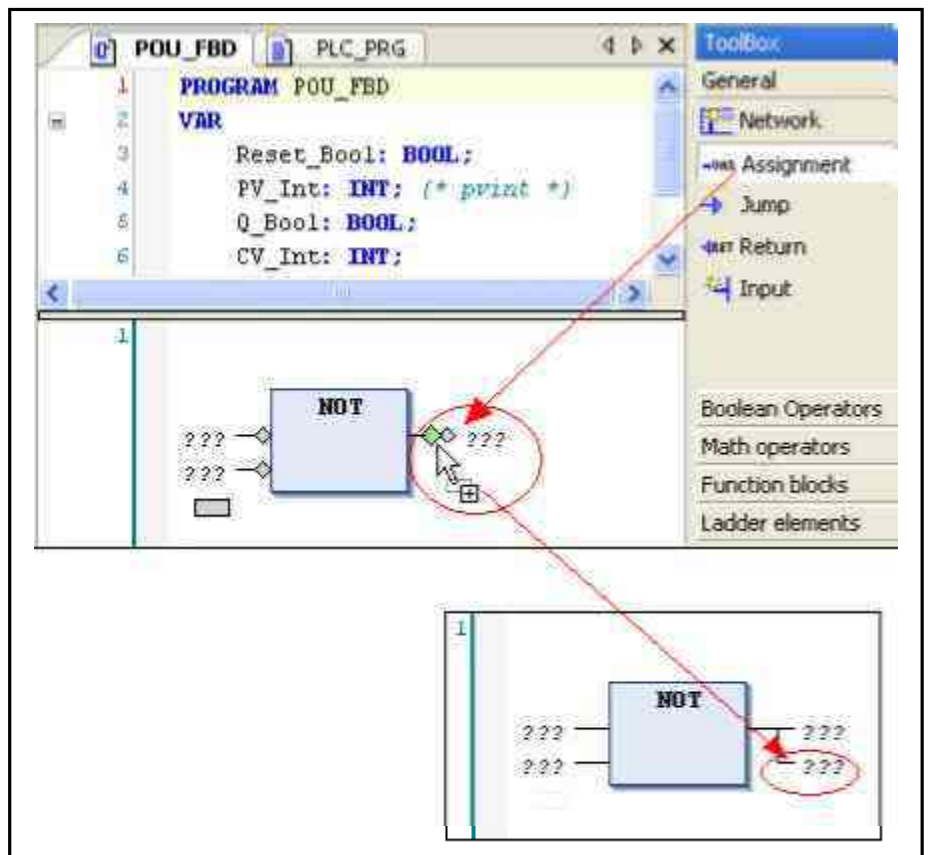 POU_FBD PLC_PRG
1 PROGRAM POU_FBD
2 VAR
3 Reset_Bool: BOOL;
4 PV_Int: INT; (* pvint *)
5 Q_Bool: BOOL;
6 CV_Int: INT;
1
NOT
??? ???
???
ToolBox
General
Network
Assignment
Jump
Return
Input
Boolean Operators
Math operators
Function blocks
Ladder elements
1
NOT
??? ???
??? ???